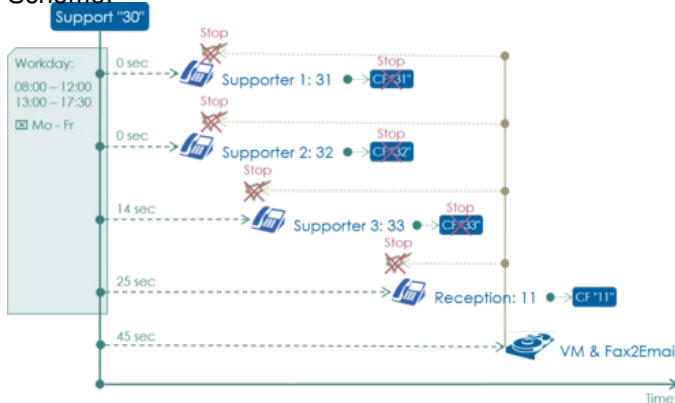 Scheme:
Support "30"
Workday:
08:00 – 12:00
13:00 – 17:30
☒ Mo - Fr
Stop
0 sec
Supporter 1: 31
Stop
CF "31"
Stop
0 sec
Supporter 2: 32
Stop
CF "32"
Stop
14 sec
Supporter 3: 33
Stop
CF "33"
Stop
25 sec
Reception: 11
CF "11"
45 sec
VM & Fax2Emai
Time